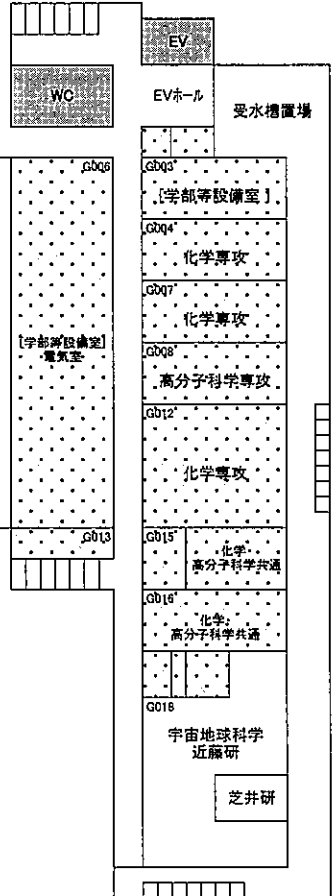 EV
WC
EVホール
受水槽置場
G006
G003
[学部等設備室]
G004
化学専攻
G007
化学専攻
[学部等設備室]
電気室
G008
高分子科学専攻
G012
化学専攻
G013
G015
化学・
高分子科学共通
G016
化学・
高分子科学共通
G018
宇宙地球科学
近藤研
芝井研